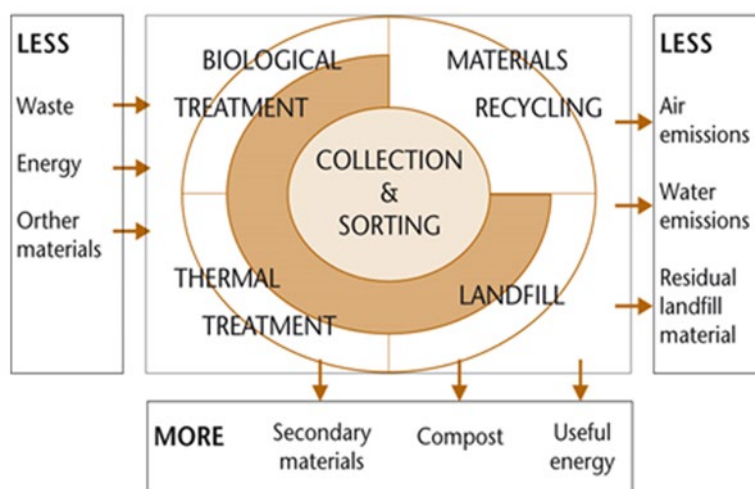 LESS
Waste
Energy
Orther
materials
BIOLOGICAL
TREATMENT
MATERIALS
RECYCLING
COLLECTION
&
SORTING
THERMAL
TREATMENT
LANDFILL
LESS
Air
emissions
Water
emissions
Residual
landfill
material
MORE
Secondary
materials
Compost
Useful
energy